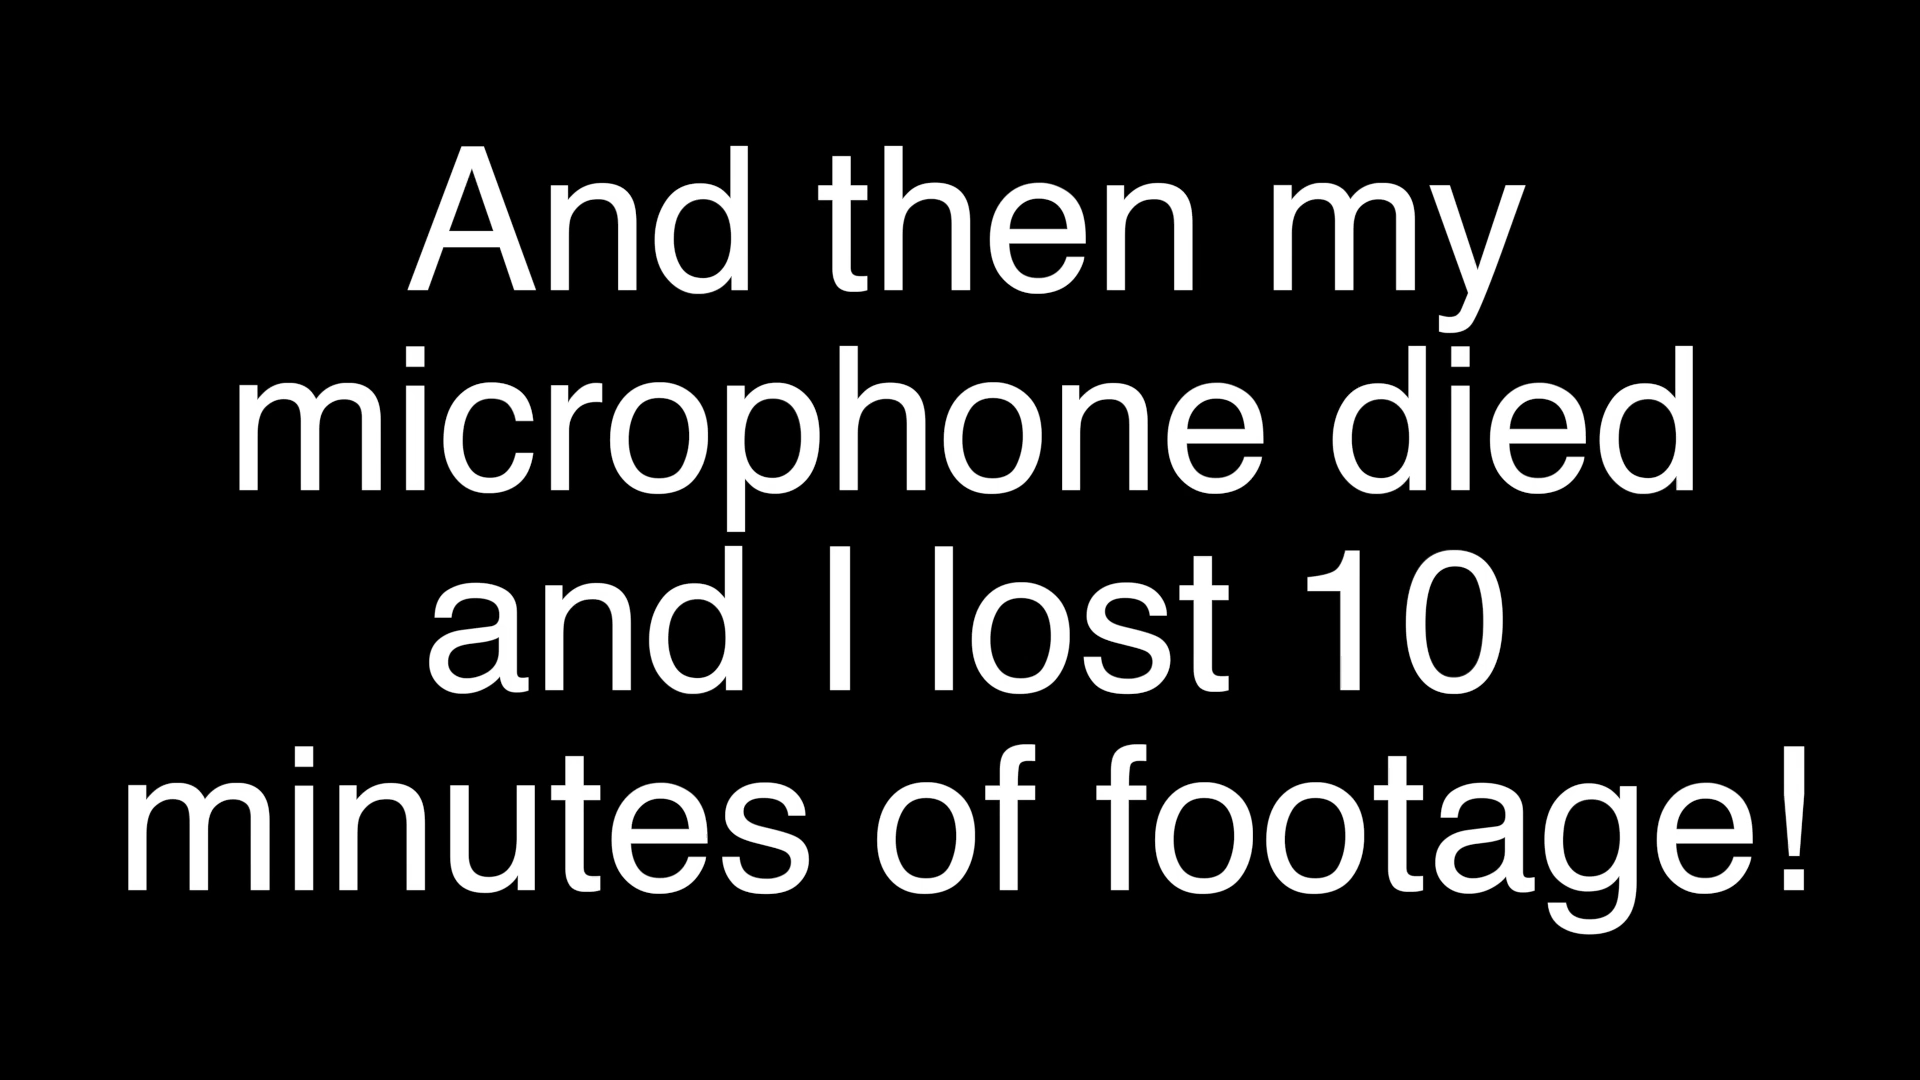 And then my
microphone died
and I lost 10
minutes of footage!